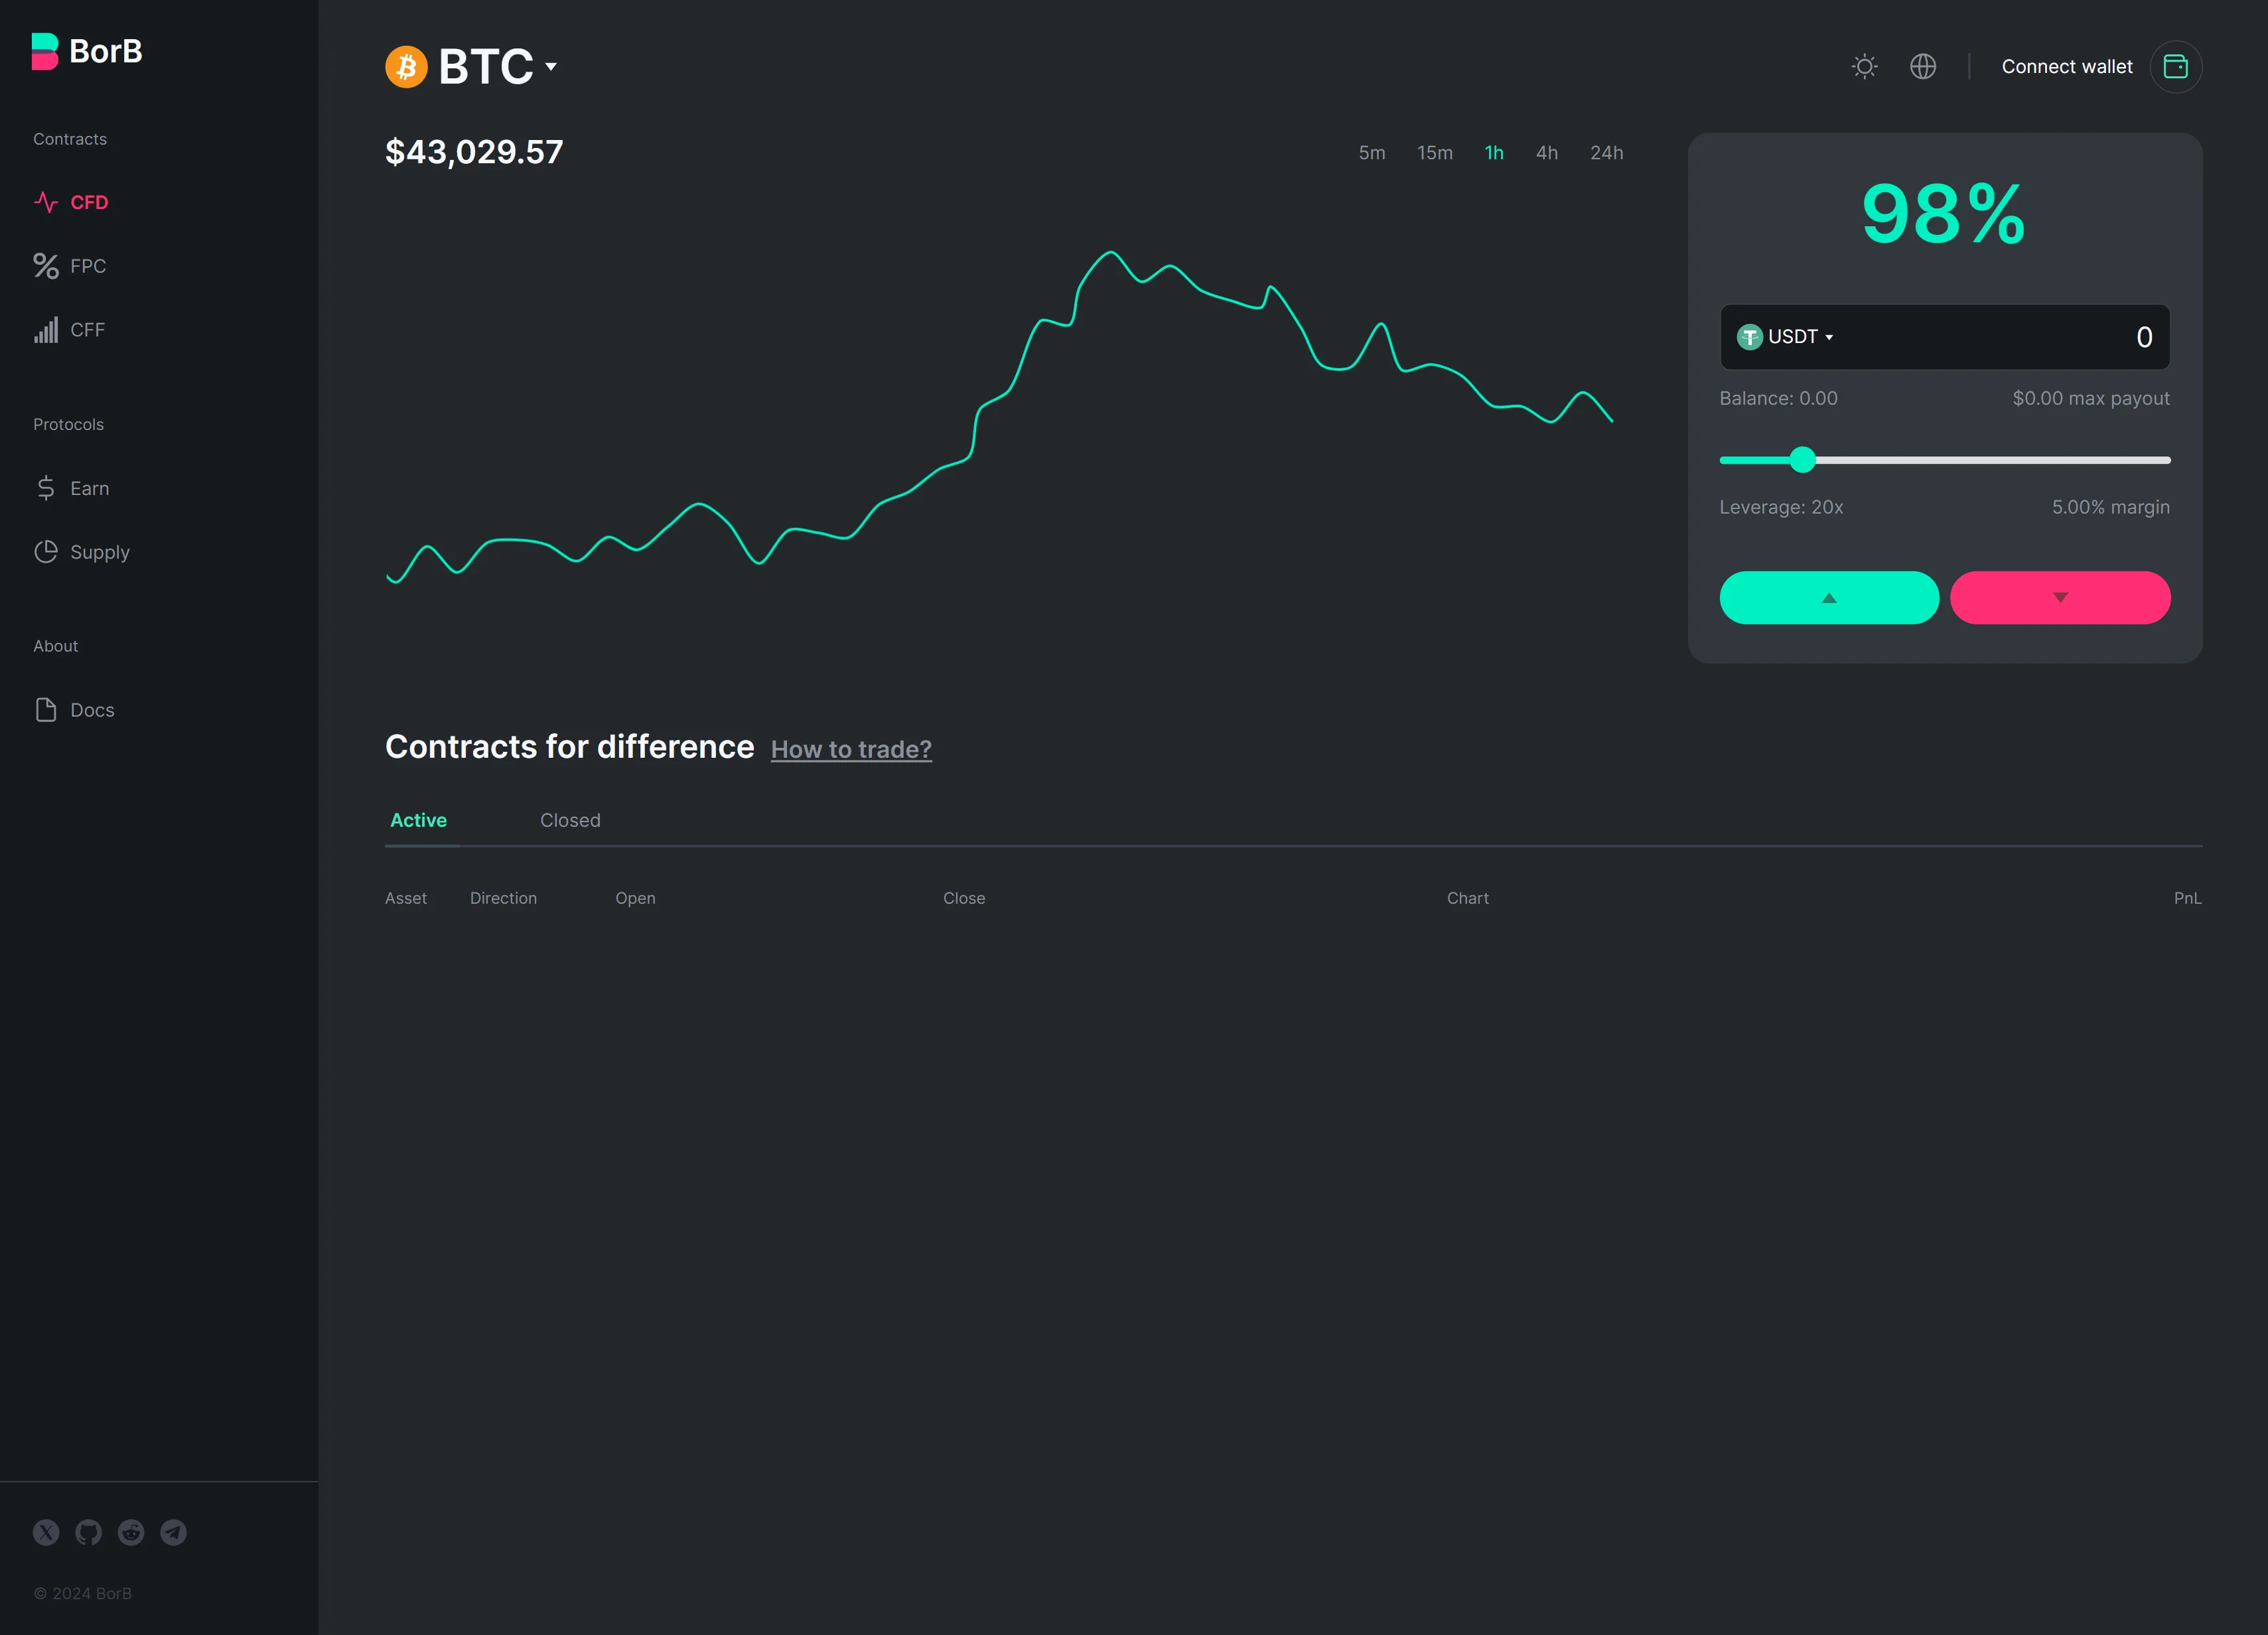 BorB
Contracts
CFD
FPC
CFF
Protocols
Earn
Supply
About
Docs
© 2024 BorB
BTC
Connect wallet
$43,029.57
5m 15m 1h 4h 24h
98%
USDT 0
Balance: 0.00 $0.00 max payout
Leverage: 20x 5.00% margin
Contracts for difference How to trade?
Active Closed
Asset Direction Open Close Chart PnL